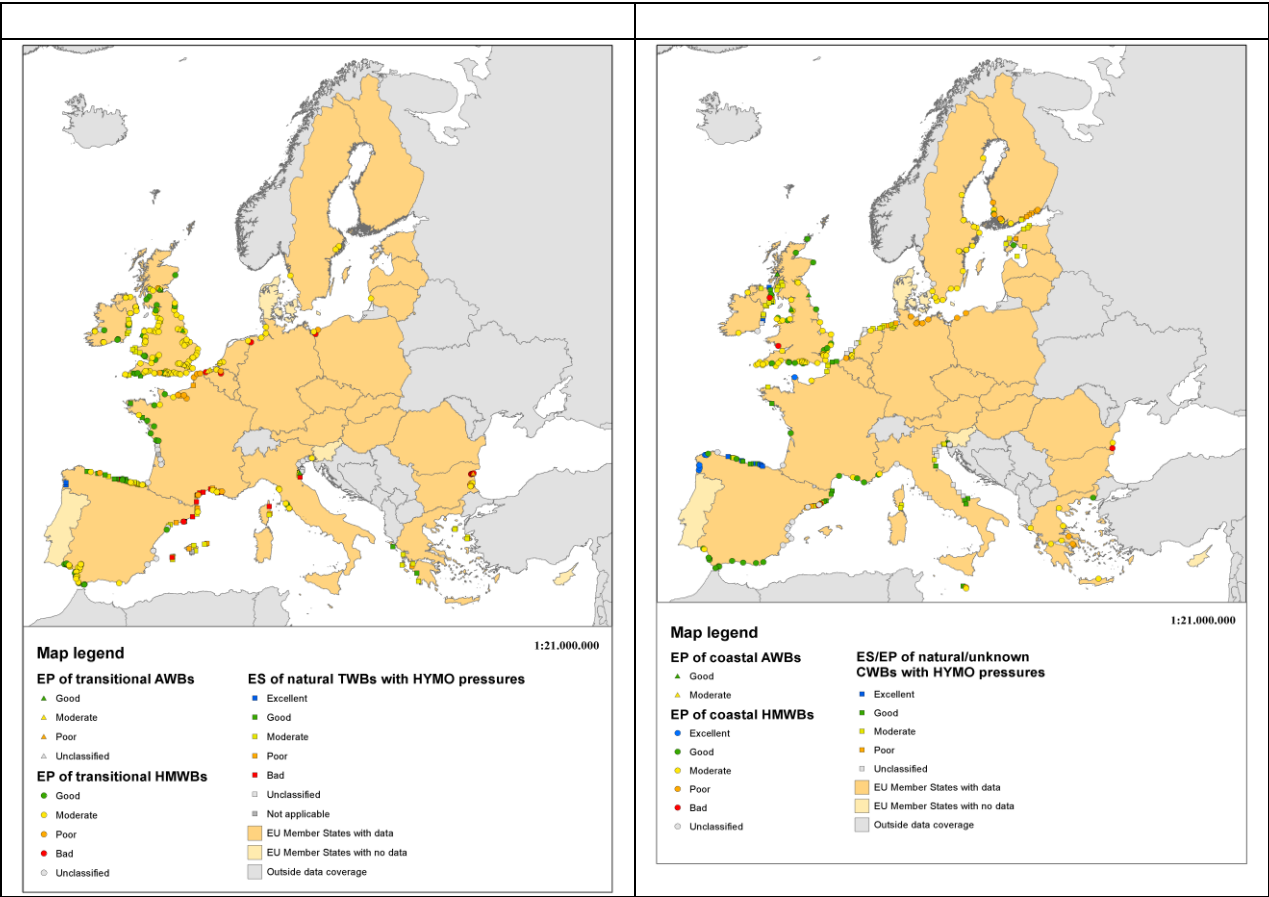 1:21.000.000
Map legend
EP of transitional AWBs
Good
Moderate
Poor
Unclassified
EP of transitional HMWBs
Good
Moderate
Poor
Bad
Unclassified
ES of natural TWBs with HYMO pressures
Excellent
Good
Moderate
Poor
Bad
Unclassified
Not applicable
EU Member States with data
EU Member States with no data
Outside data coverage
1:21.000.000
Map legend
EP of coastal AWBs
Good
Moderate
EP of coastal HMWBs
Excellent
Good
Moderate
Poor
Bad
Unclassified
ES/EP of natural/unknown
CWBs with HYMO pressures
Excellent
Good
Moderate
Poor
Unclassified
EU Member States with data
EU Member States with no data
Outside data coverage